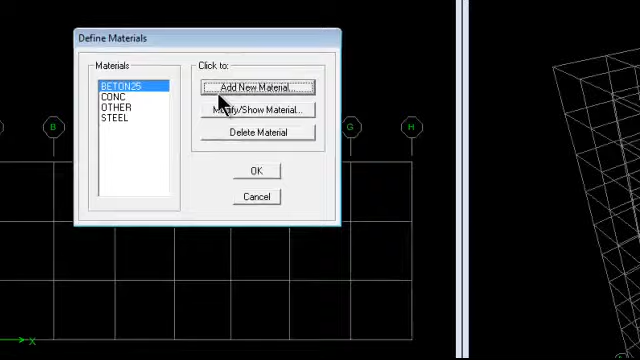 Define Materials
Materials
BETON25
CONC
OTHER
STEEL
Click to:
Add New Material...
Modify/Show Material...
Delete Material
OK
Cancel
B
G
H
X